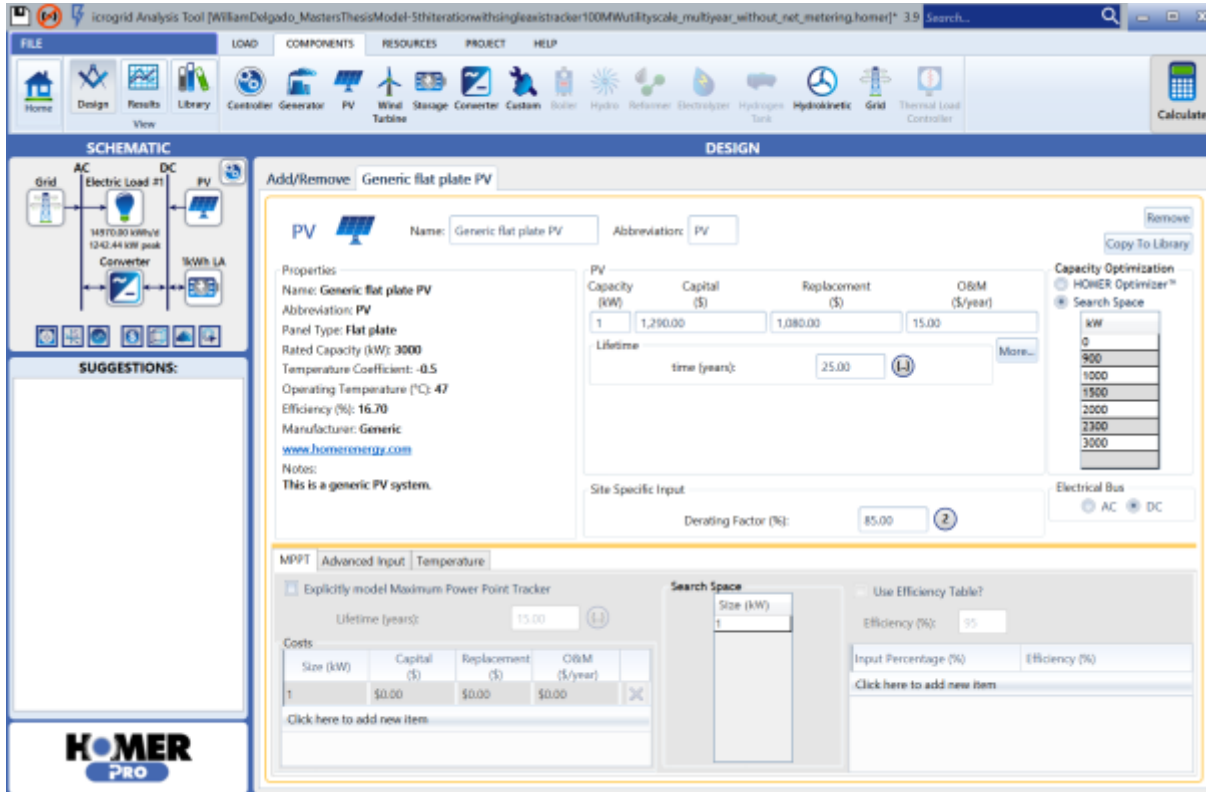 icrogrid Analysis Tool [WilliamDelgado_MastersThesisModel-5thiterationwithsingleaxistracker100MWutilityscale_multiyear_without_net_metering.homer]* 3.9 Search...
FILE LOAD COMPONENTS RESOURCES PROJECT HELP
Home Design Results Library Controller Generator PV Wind Turbine Storage Converter Custom Boiler Hydro Reformer Electrolyzer Hydrogen Tank Hydrokinetic Grid Thermal Load Controller Calculate
View
SCHEMATIC
AC DC
Grid Electric Load #1 PV
14970.00 kWh/d
1242.44 kW peak
Converter 1kWh LA
SUGGESTIONS:
HOMER
PRO
DESIGN
Add/Remove Generic flat plate PV
PV Name: Generic flat plate PV Abbreviation: PV
Remove
Copy To Library
Properties
Name: Generic flat plate PV
Abbreviation: PV
Panel Type: Flat plate
Rated Capacity (kW): 3000
Temperature Coefficient: -0.5
Operating Temperature (°C): 47
Efficiency (%): 16.70
Manufacturer: Generic
www.homerenergy.com
Notes:
This is a generic PV system.
PV
Capacity (kW) Capital ($) Replacement ($) O&M ($/year)
1 1,290.00 1,080.00 15.00
Lifetime
time (years): 25.00 (..)
More...
Site Specific Input
Derating Factor (%): 85.00 2
Capacity Optimization
HOMER Optimizer™
Search Space
kW
0
900
1000
1500
2000
2300
3000
Electrical Bus
AC DC
MPPT Advanced Input Temperature
Explicitly model Maximum Power Point Tracker
Lifetime (years): 15.00 (..)
Costs
Size (kW) Capital ($) Replacement ($) O&M ($/year)
1 $0.00 $0.00 $0.00
Click here to add new item
Search Space
Size (kW)
1
Use Efficiency Table?
Efficiency (%): 95
Input Percentage (%) Efficiency (%)
Click here to add new item